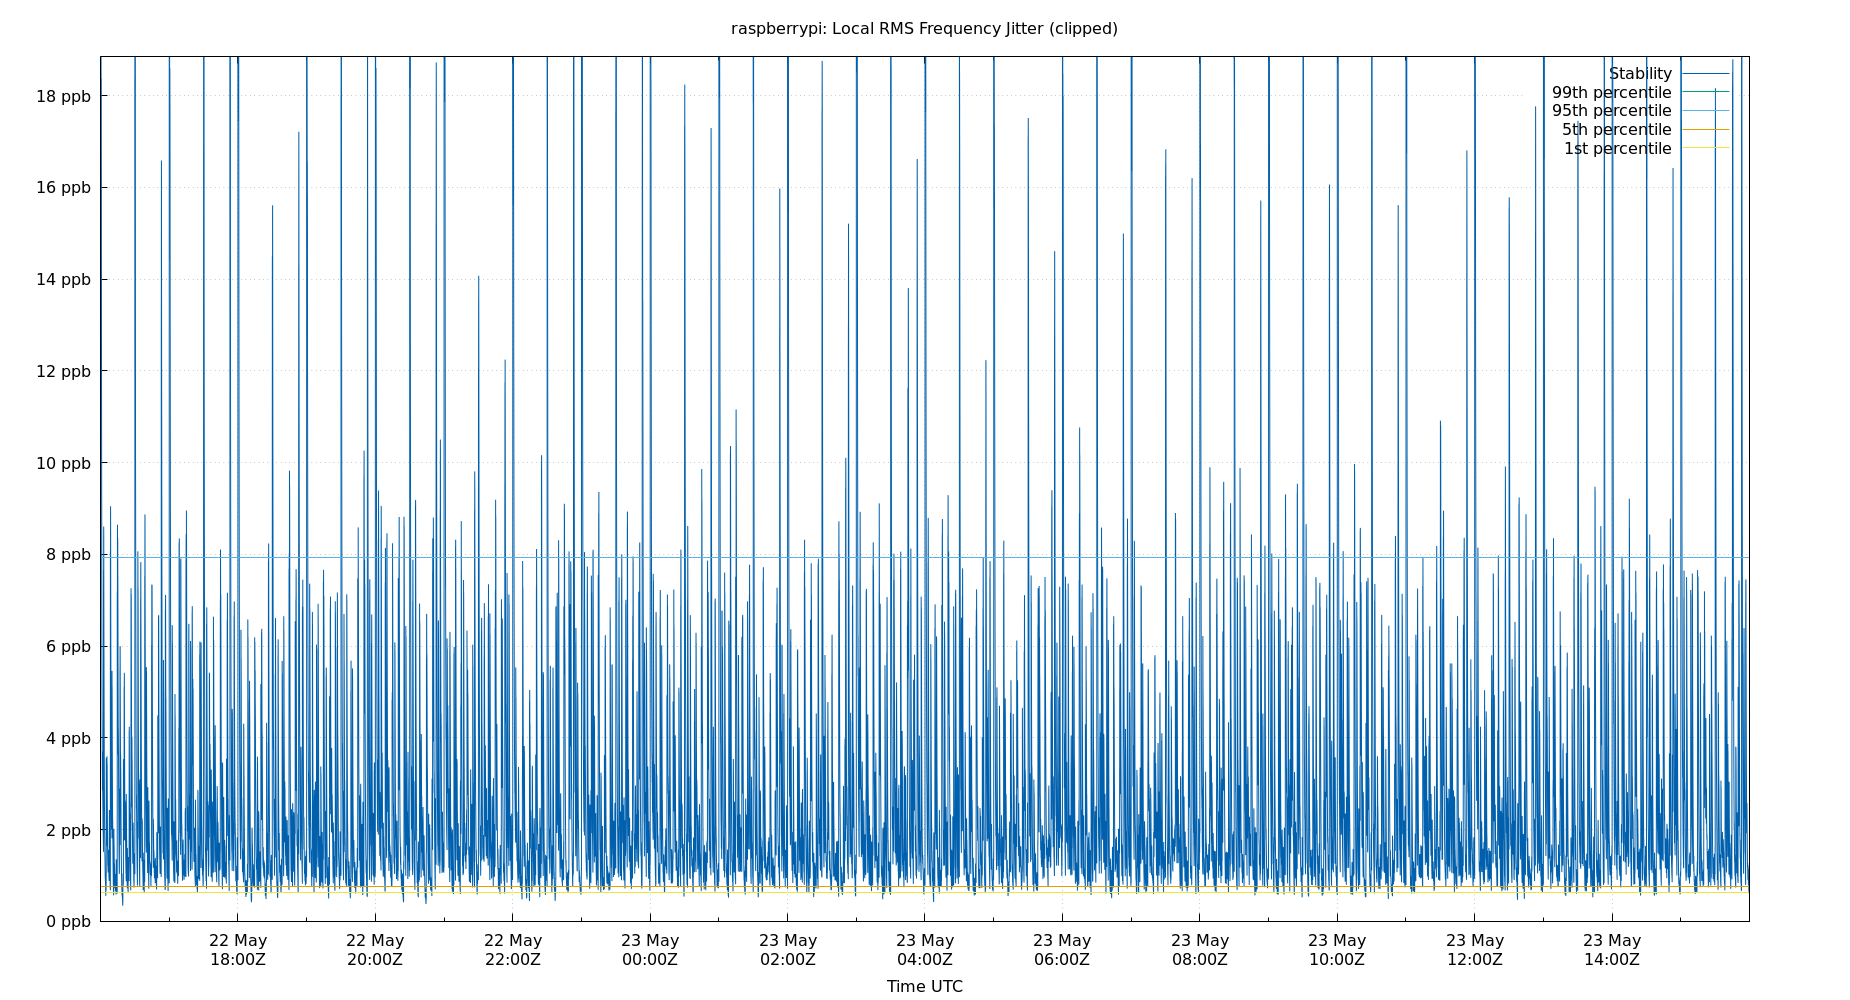 raspberrypi: Local RMS Frequency Jitter (clipped)
Stability
99th percentile
95th percentile
5th percentile
1st percentile
18 ppb
16 ppb
14 ppb
12 ppb
10 ppb
8 ppb
6 ppb
4 ppb
2 ppb
0 ppb
22 May 22 May 22 May 23 May 23 May 23 May 23 May 23 May 23 May 23 May 23 May
18:00Z 20:00Z 22:00Z 00:00Z 02:00Z 04:00Z 06:00Z 08:00Z 10:00Z 12:00Z 14:00Z
Time UTC